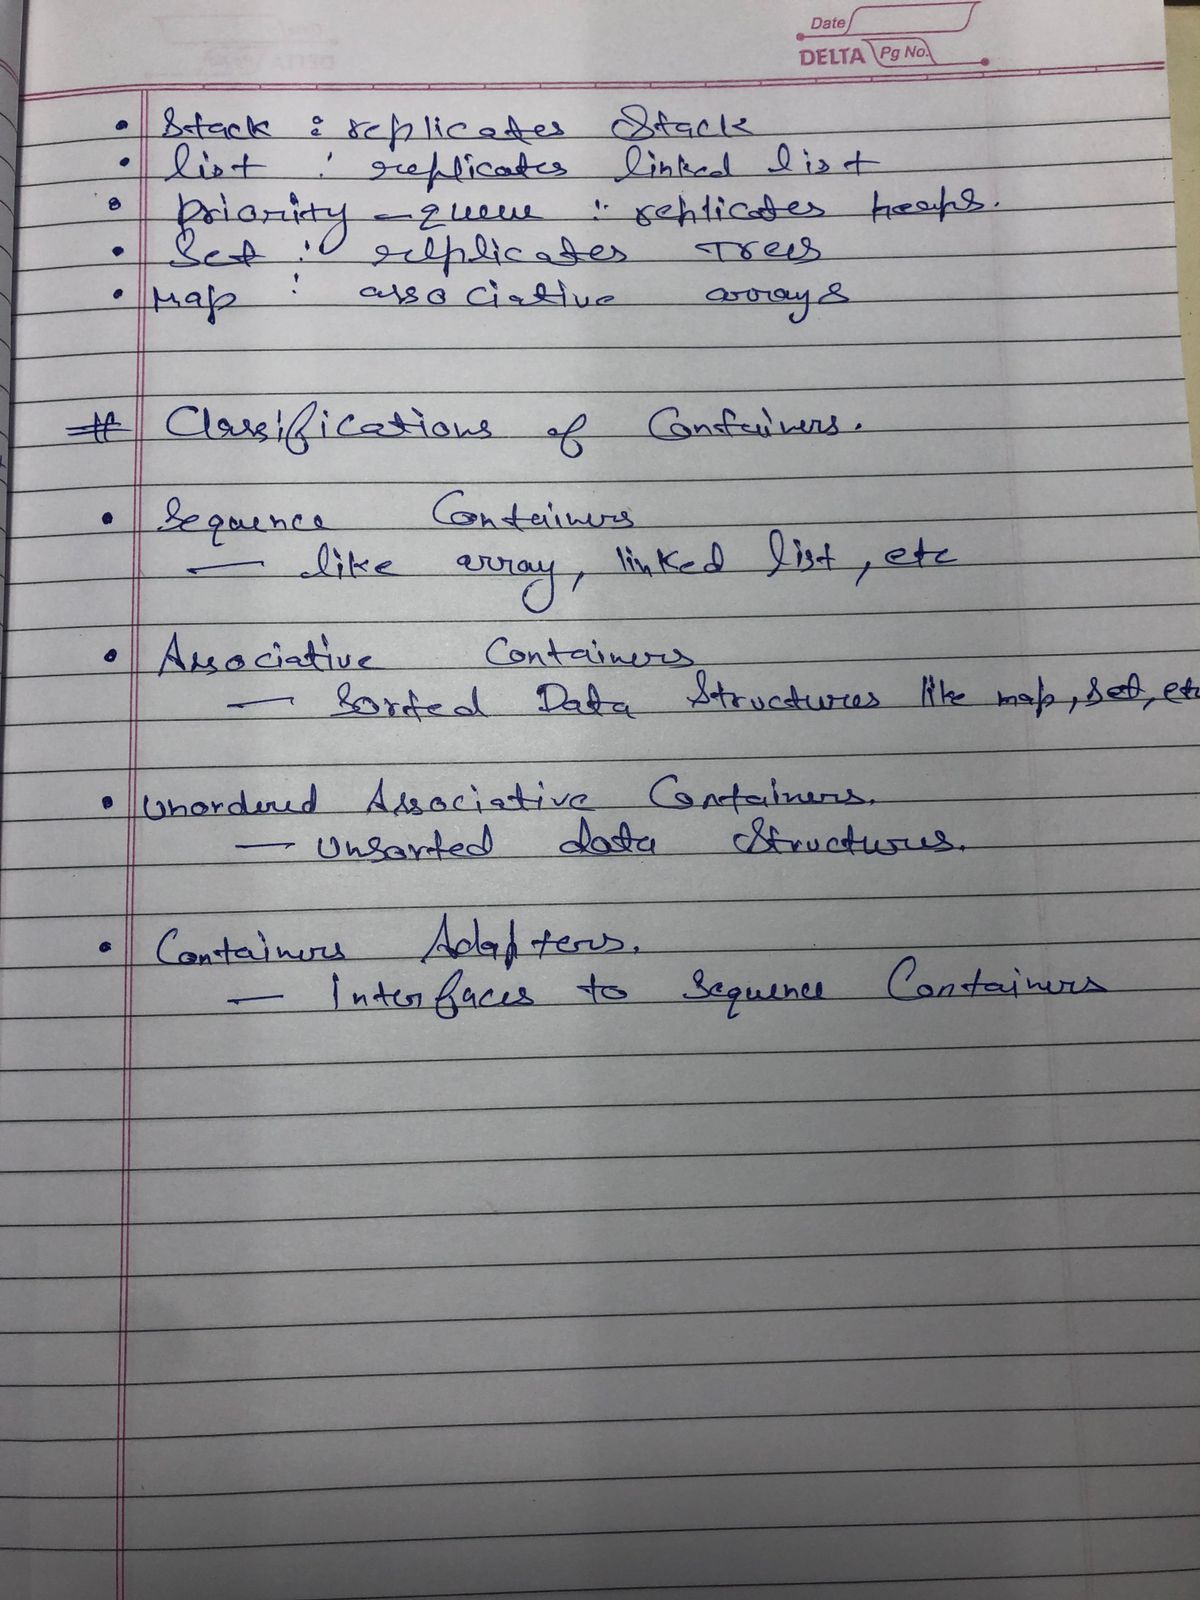 Date
DELTA Pg No.
• Stack : replicates Stack
• list : replicates linked list
• priority - queue : replicates heaps.
• Set : relplicates Trees
• Map : associative arrays
# Classifications of Containers.
• Sequence Containers
— like array, linked list, etc
• Associative Containers
— Sorted Data Structures like map, set, etc
• Unordered Associative Containers.
— Unsorted data Structures.
• Containers Adapters.
— Interfaces to Sequence Containers